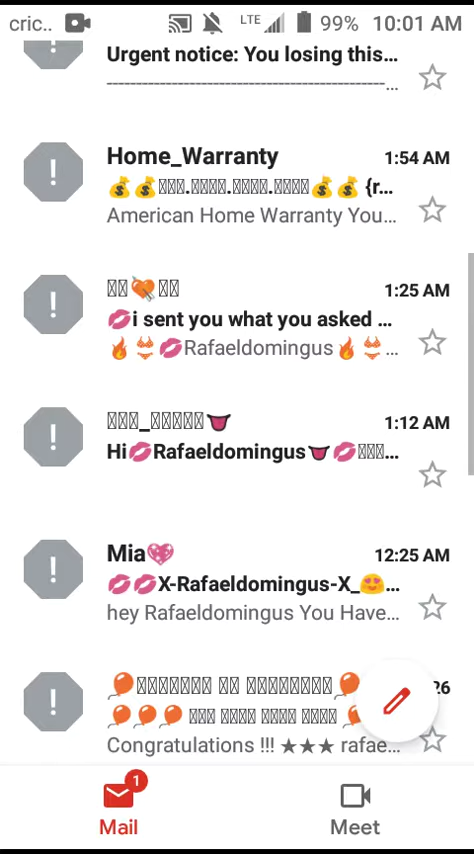 cric.. LTE 99% 10:01 AM
Urgent notice: You losing this...
----------------------------------------------...
Home_Warranty 1:54 AM
💰💰 . . . 💰💰 {r...
American Home Warranty You...
💘 1:25 AM
💋i sent you what you asked ...
🔥👙💋Rafaeldomingus🔥👙...
_ 👅 1:12 AM
Hi💋Rafaeldomingus👅💋 ...
Mia💖 12:25 AM
💋💋X-Rafaeldomingus-X_😍...
hey Rafaeldomingus You Have...
🎈 🎈 26
🎈🎈🎈 🎈
Congratulations !!! ★★★ rafae...
1
Mail Meet